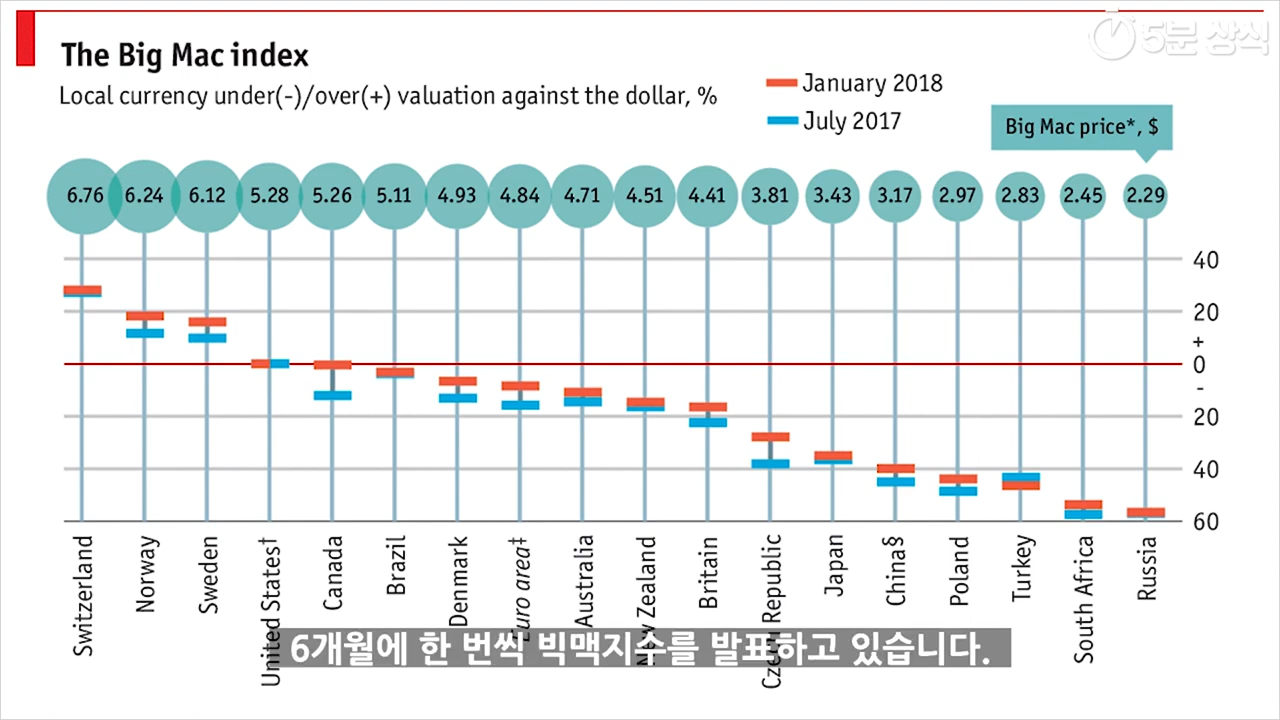 5분 상식
The Big Mac index
Local currency under(-)/over(+) valuation against the dollar, %
January 2018
July 2017
Big Mac price*, $
6.76 6.24 6.12 5.28 5.26 5.11 4.93 4.84 4.71 4.51 4.41 3.81 3.43 3.17 2.97 2.83 2.45 2.29
40
20
+
0
-
20
40
60
Switzerland
Norway
Sweden
United States†
Canada
Brazil
Denmark
Euro area‡
Australia
New Zealand
Britain
Czech Republic
Japan
China§
Poland
Turkey
South Africa
Russia
6개월에 한 번씩 빅맥지수를 발표하고 있습니다.